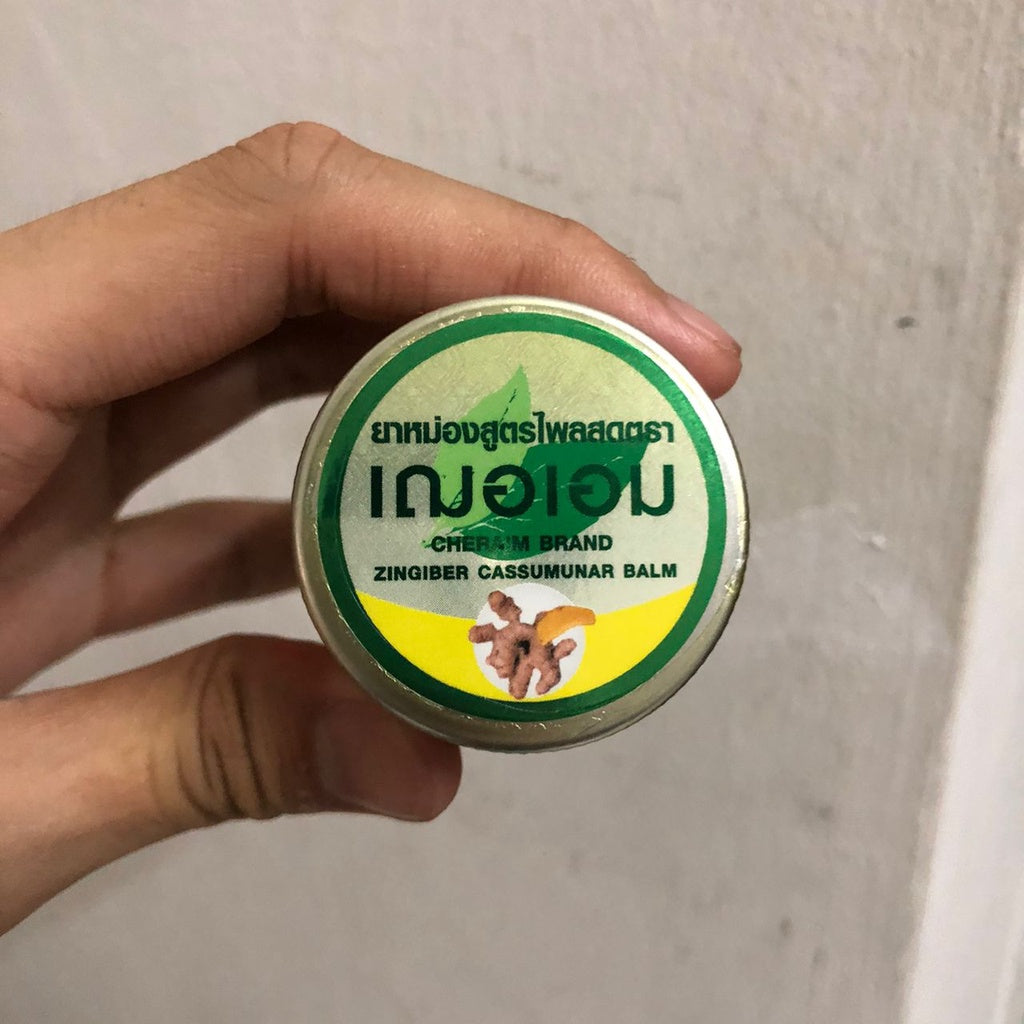 ยาหม่องสูตรไพลสดตรา
เฌอเอม
CHERAIM BRAND
ZINGIBER CASSUMUNAR BALM